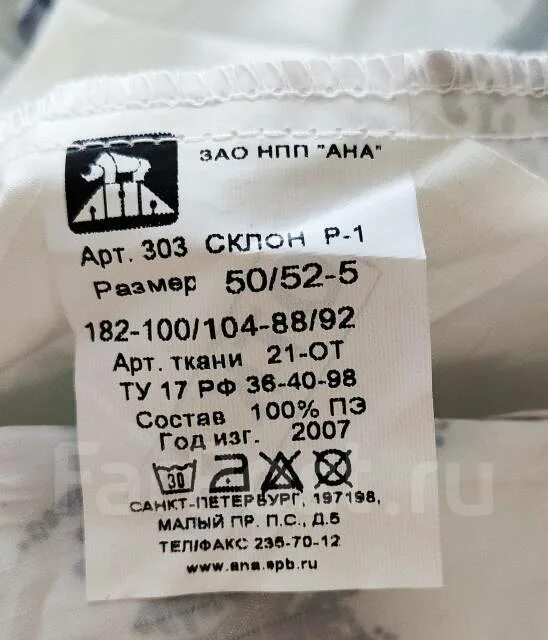 ЗАО НПП "АНА"
Арт. 303 СКЛОН Р-1
Размер 50/52-5
182-100/104-88/92
Арт. ткани 21-ОТ
ТУ 17 РФ 36-40-98
Состав 100% ПЭ
Год изг. 2007
30
САНКТ-ПЕТЕРБУРГ, 197198,
МАЛЫЙ ПР. П.С., Д.5
ТЕЛ/ФАКС 235-70-12
www.ana.spb.ru